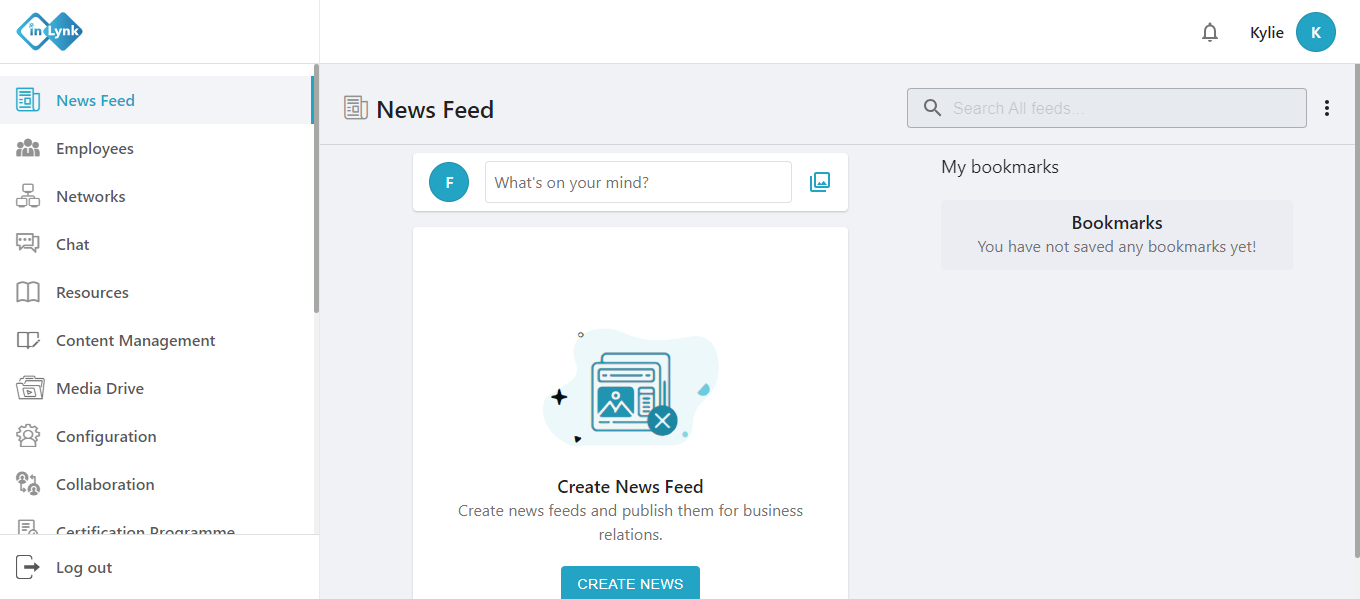 in Lynk
Kylie
K
News Feed
Employees
Networks
Chat
Resources
Content Management
Media Drive
Configuration
Collaboration
Certification Programme
Log out
News Feed
Search All feeds...
F
What's on your mind?
Create News Feed
Create news feeds and publish them for business
relations.
CREATE NEWS
My bookmarks
Bookmarks
You have not saved any bookmarks yet!